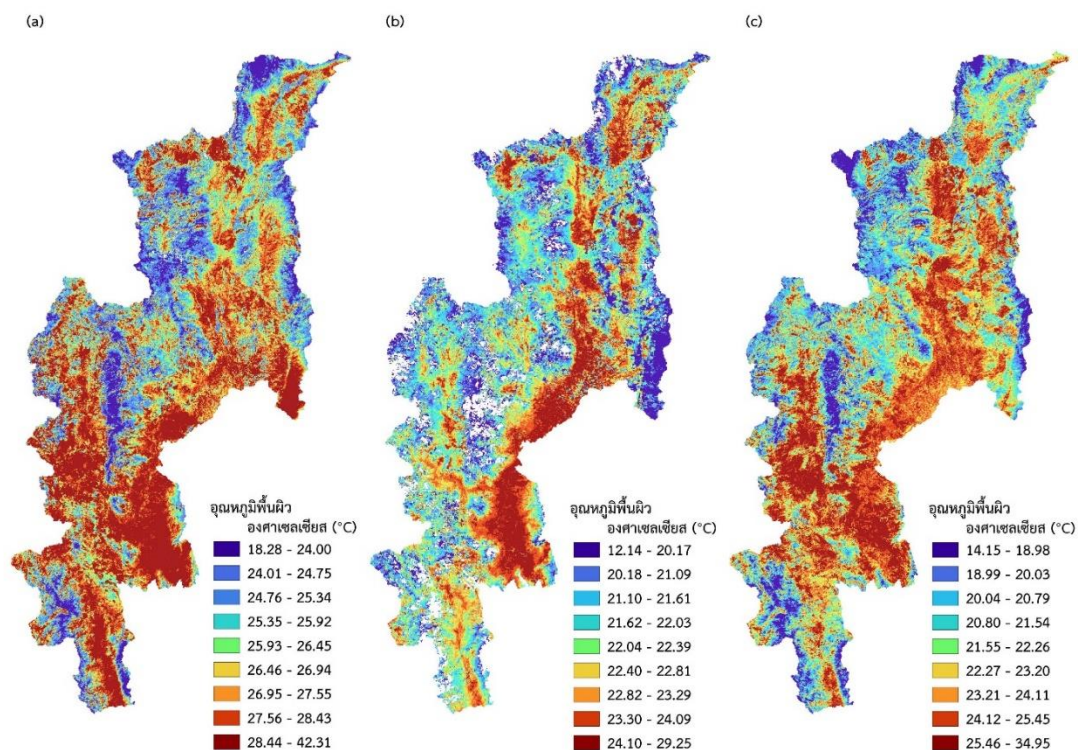 (a)
(b)
(c)
อุณหภูมิพื้นผิว
องศาเซลเซียส (°C)
18.28 - 24.00
24.01 - 24.75
24.76 - 25.34
25.35 - 25.92
25.93 - 26.45
26.46 - 26.94
26.95 - 27.55
27.56 - 28.43
28.44 - 42.31
อุณหภูมิพื้นผิว
องศาเซลเซียส (°C)
12.14 - 20.17
20.18 - 21.09
21.10 - 21.61
21.62 - 22.03
22.04 - 22.39
22.40 - 22.81
22.82 - 23.29
23.30 - 24.09
24.10 - 29.25
อุณหภูมิพื้นผิว
องศาเซลเซียส (°C)
14.15 - 18.98
18.99 - 20.03
20.04 - 20.79
20.80 - 21.54
21.55 - 22.26
22.27 - 23.20
23.21 - 24.11
24.12 - 25.45
25.46 - 34.95